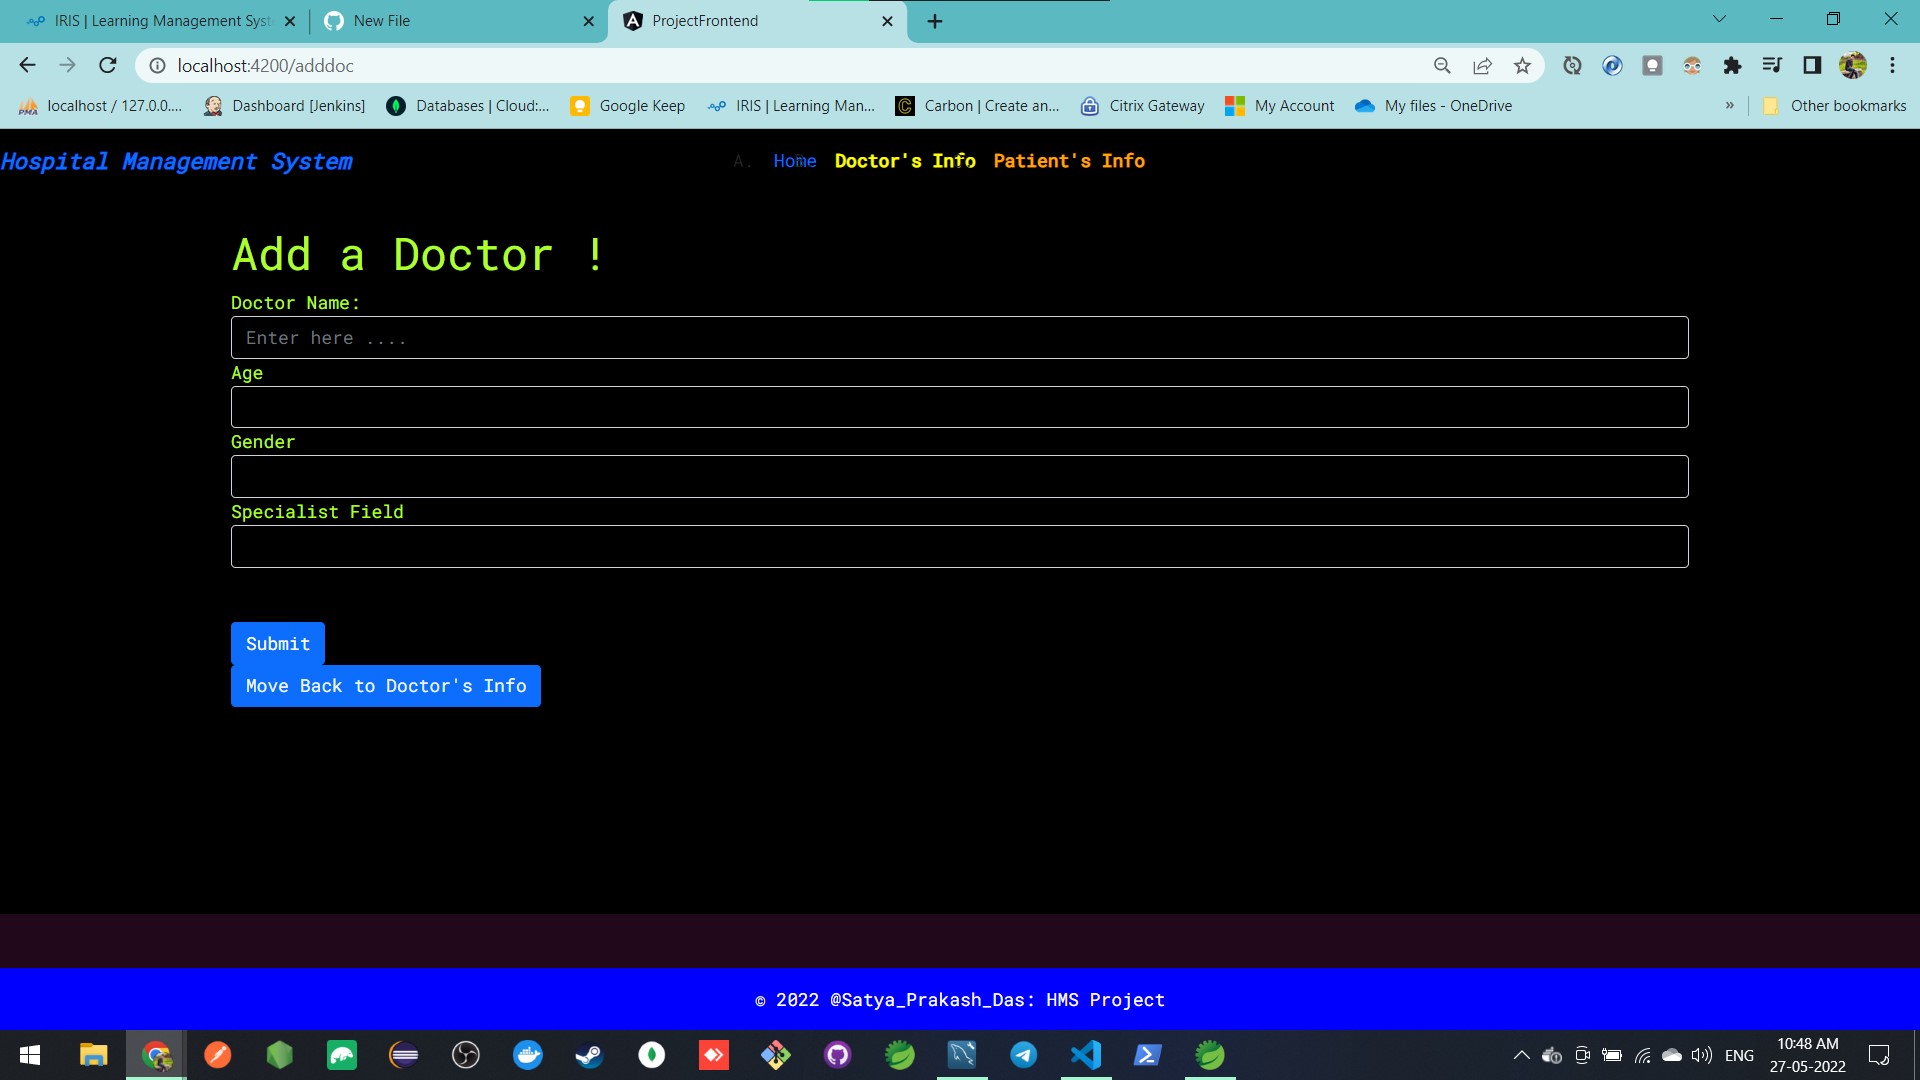 IRIS | Learning Management Syst
New File
ProjectFrontend
localhost:4200/adddoc
localhost / 127.0.0....
Dashboard [Jenkins]
Databases | Cloud:...
Google Keep
IRIS | Learning Man...
Carbon | Create an...
Citrix Gateway
My Account
My files - OneDrive
»
Other bookmarks
Hospital Management System
A.
Home
Doctor's Info
Patient's Info
Add a Doctor !
Doctor Name:
Enter here ....
Age
Gender
Specialist Field
Submit
Move Back to Doctor's Info
© 2022 @Satya_Prakash_Das: HMS Project
ENG
10:48 AM
27-05-2022